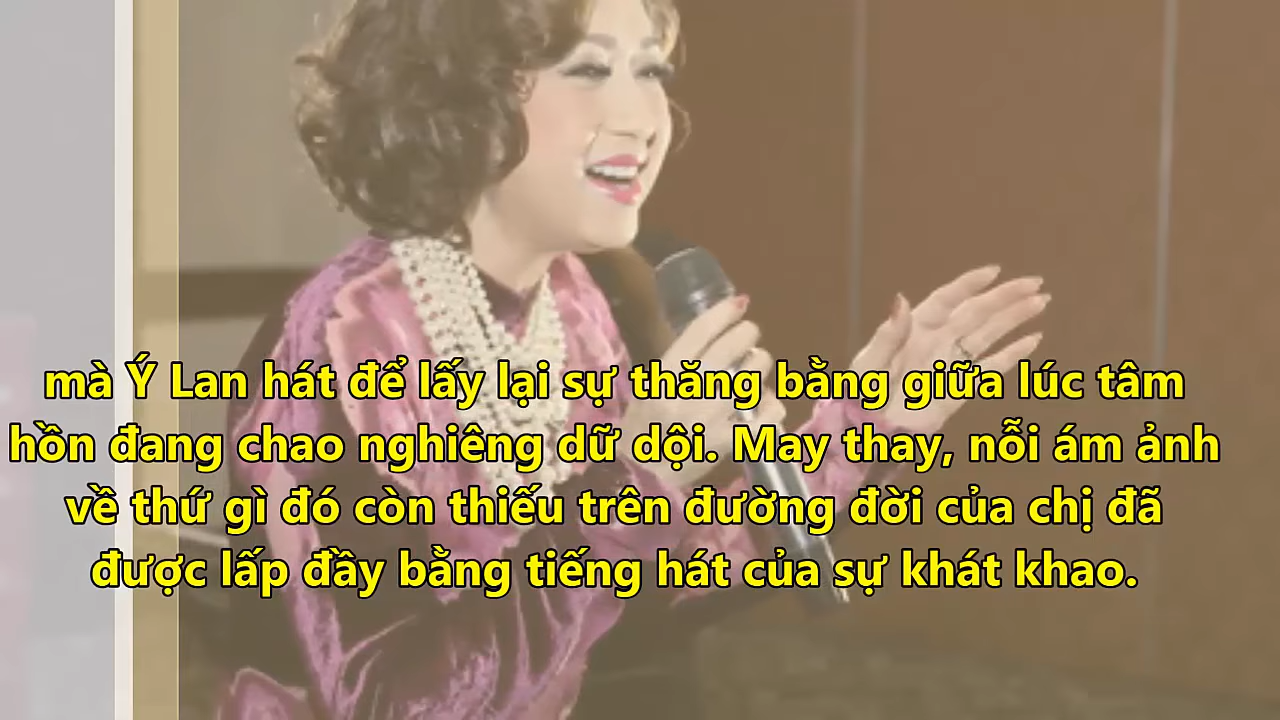 mà Ý Lan hát để lấy lại sự thăng bằng giữa lúc tâm
hồn đang chao nghiêng dữ dội. May thay, nỗi ám ảnh
về thứ gì đó còn thiếu trên đường đời của chị đã
được lấp đầy bằng tiếng hát của sự khát khao.